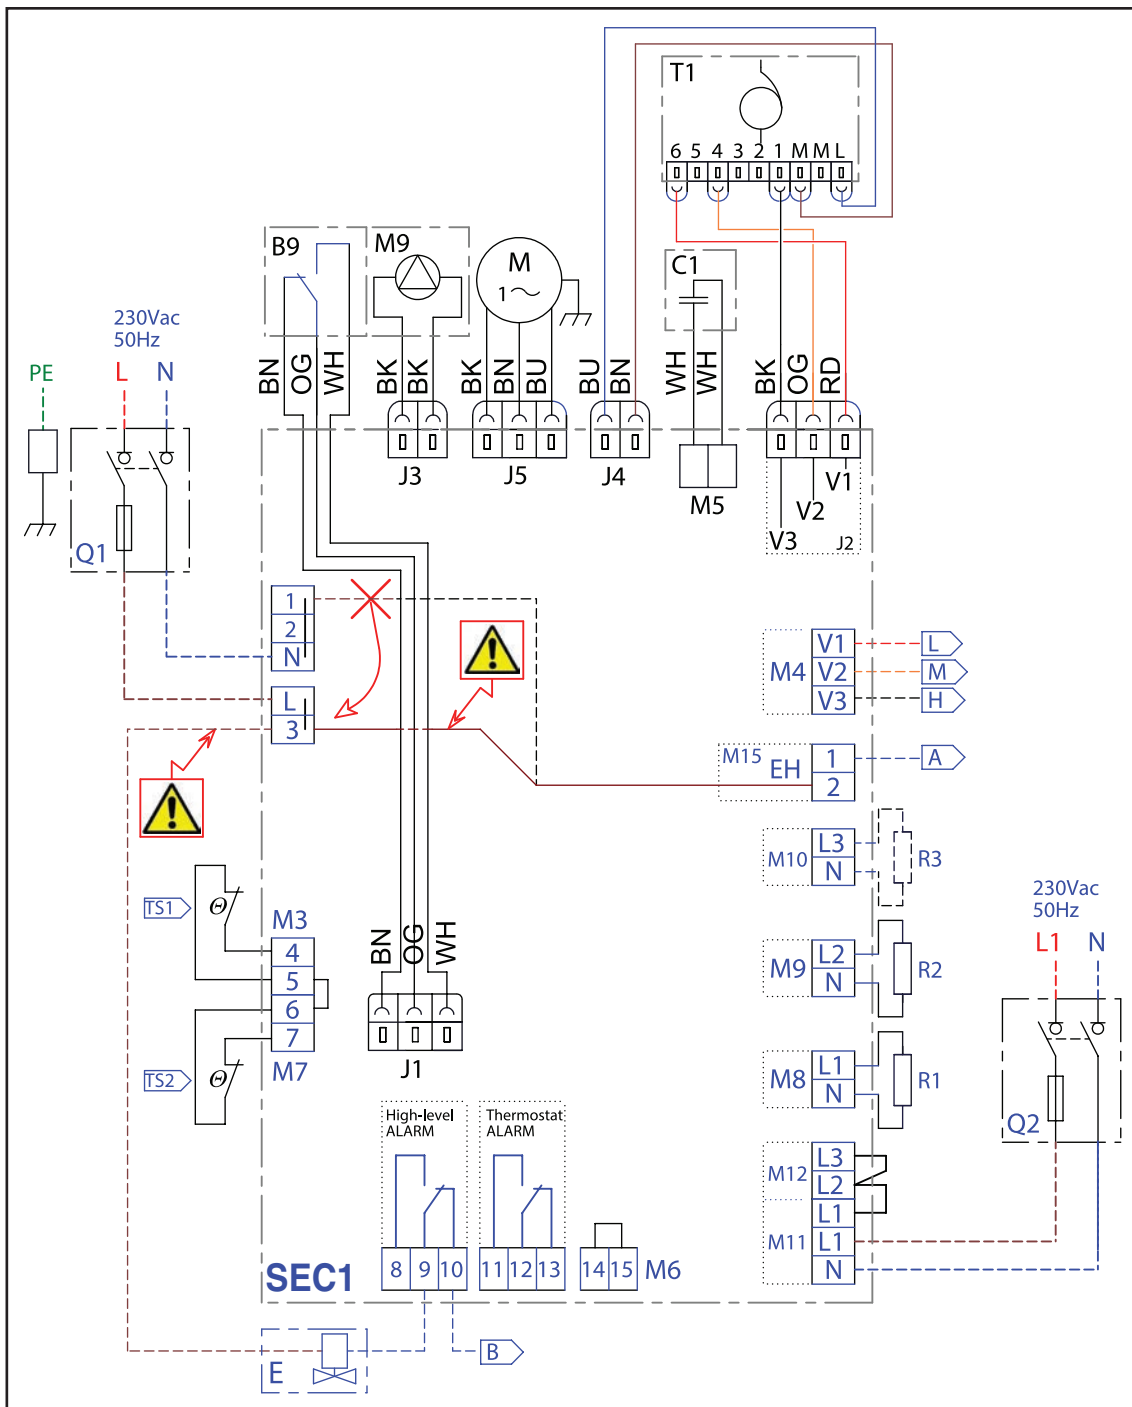 T1
6 5 4 3 2 1 M M L
B9
M9
M
1
C1
230Vac
50Hz
PE
L
N
BN
OG
WH
BK
BK
BK
BN
BU
BU
BN
WH
WH
BK
OG
RD
J3
J5
J4
M5
V1
V2
V3
J2
Q1
1
2
N
L
3
M4
V1
V2
V3
L
M
H
M15
EH
1
2
A
M10
L3
N
R3
TS1
Θ
M3
4
5
6
7
M7
TS2
Θ
BN
OG
WH
J1
M9
L2
N
R2
230Vac
50Hz
L1
N
M8
L1
N
R1
Q2
High-level
ALARM
Thermostat
ALARM
M12
L3
L2
L1
M11
L1
N
SEC1
8 9 10
11 12 13
14 15
M6
E
B